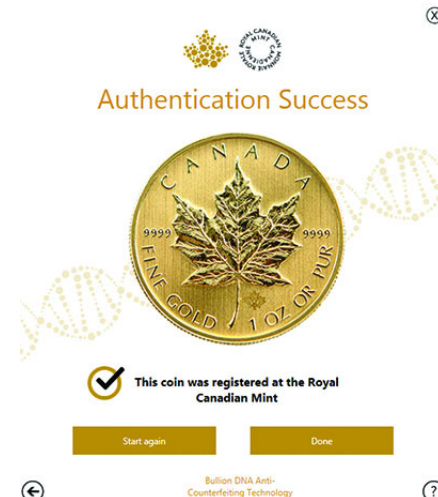 ROYAL CANADIAN MINT
MONNAIE ROYALE CANADIENNE
Authentication Success
CANADA
9999 9999
FINE GOLD 1 OZ OR PUR
This coin was registered at the Royal
Canadian Mint
Start again Done
Bullion DNA Anti-
Counterfeiting Technology
?